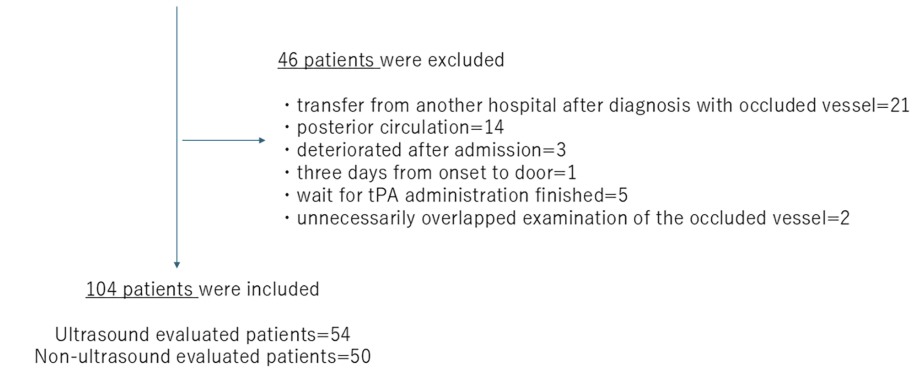 46 patients were excluded
・transfer from another hospital after diagnosis with occluded vessel=21
・posterior circulation=14
・deteriorated after admission=3
・three days from onset to door=1
・wait for tPA administration finished=5
・unnecessarily overlapped examination of the occluded vessel=2
104 patients were included
Ultrasound evaluated patients=54
Non-ultrasound evaluated patients=50